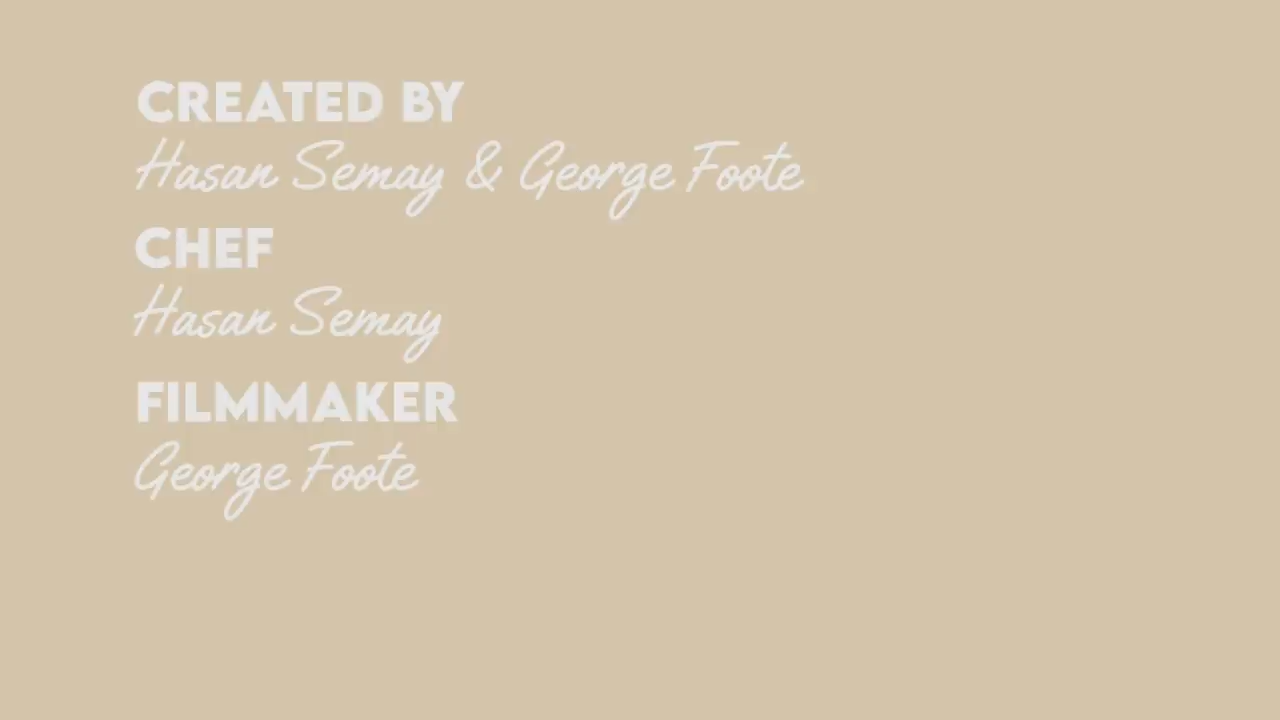 CREATED BY
Hasan Semay & George Foote
CHEF
Hasan Semay
FILMMAKER
George Foote